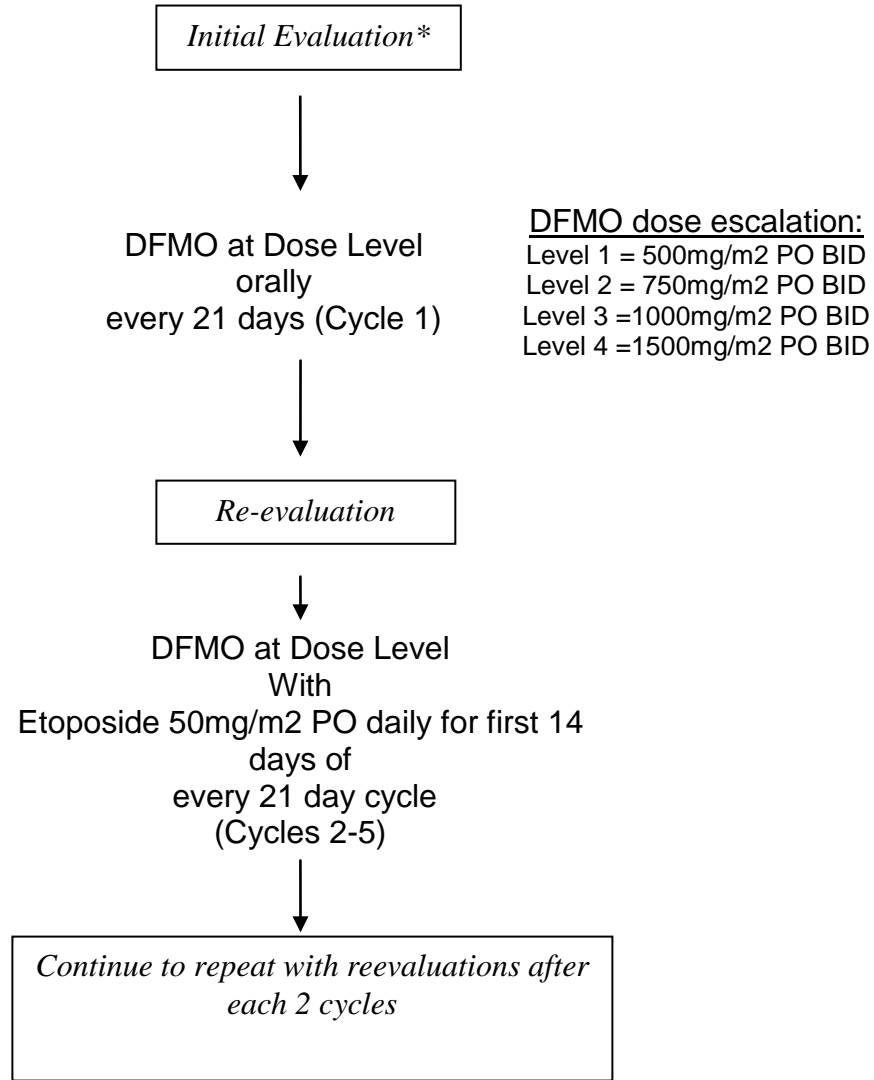 Initial Evaluation*
DFMO at Dose Level
orally
every 21 days (Cycle 1)
DFMO dose escalation:
Level 1 = 500mg/m2 PO BID
Level 2 = 750mg/m2 PO BID
Level 3 =1000mg/m2 PO BID
Level 4 =1500mg/m2 PO BID
Re-evaluation
DFMO at Dose Level
With
Etoposide 50mg/m2 PO daily for first 14
days of
every 21 day cycle
(Cycles 2-5)
Continue to repeat with reevaluations after
each 2 cycles